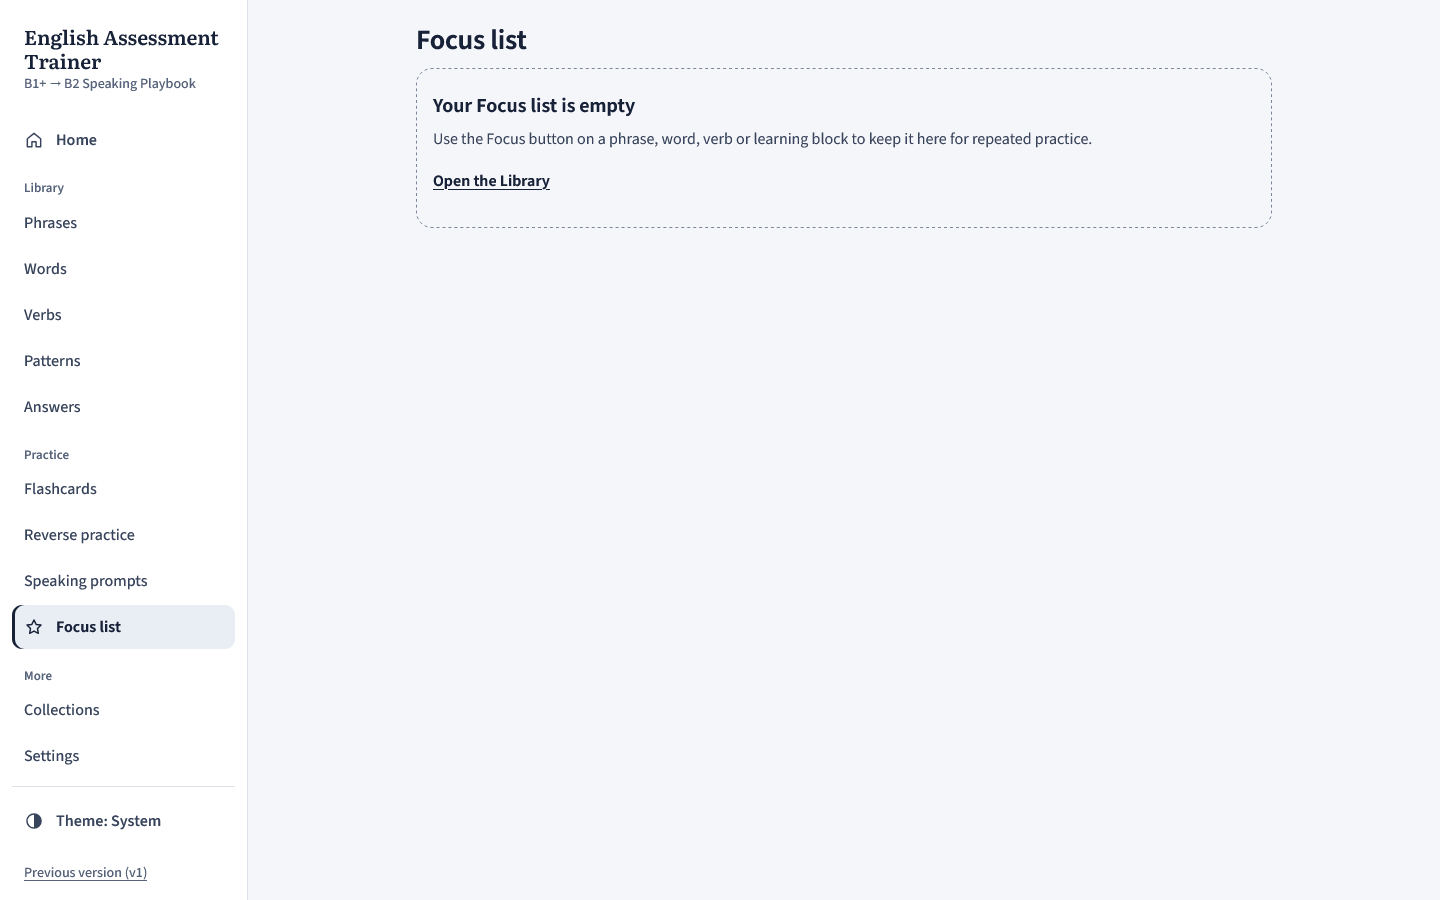 English Assessment
Trainer
B1+ → B2 Speaking Playbook
Home
Library
Phrases
Words
Verbs
Patterns
Answers
Practice
Flashcards
Reverse practice
Speaking prompts
Focus list
More
Collections
Settings
Theme: System
Previous version (v1)
Focus list
Your Focus list is empty
Use the Focus button on a phrase, word, verb or learning block to keep it here for repeated practice.
Open the Library